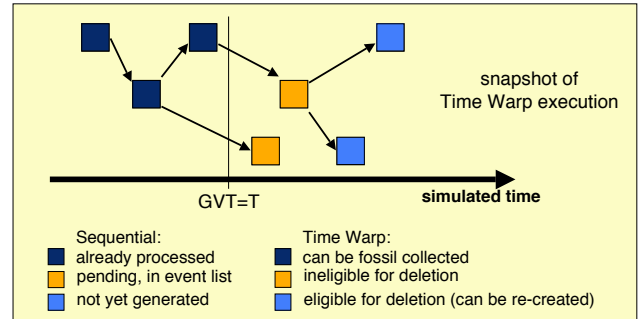 snapshot of
Time Warp execution
simulated time
GVT=T
Sequential:
already processed
pending, in event list
not yet generated
Time Warp:
can be fossil collected
ineligible for deletion
eligible for deletion (can be re-created)